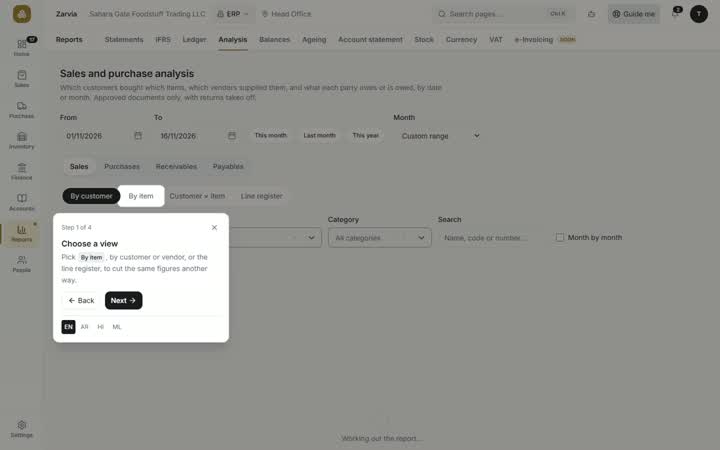 Zarvia
Sahara Gate Foodstuff Trading LLC
ERP
Head Office
Search pages...
Ctrl K
Guide me
2
T
17
Home
Sales
Purchase
Inventory
Finance
Accounts
Reports
People
Settings
Reports
Statements
IFRS
Ledger
Analysis
Balances
Ageing
Account statement
Stock
Currency
VAT
e-Invoicing
SOON
Sales and purchase analysis
Which customers bought which items, which vendors supplied them, and what each party owes or is owed, by date
or month. Approved documents only, with returns taken off.
From
To
Month
01/11/2026
16/11/2026
This month
Last month
This year
Custom range
Sales
Purchases
Receivables
Payables
By customer
By item
Customer × item
Line register
Category
Search
All categories
Name, code or number...
Month by month
Step 1 of 4
Choose a view
Pick By item, by customer or vendor, or the
line register, to cut the same figures another
way.
← Back
Next →
EN
AR
HI
ML
Working out the report...